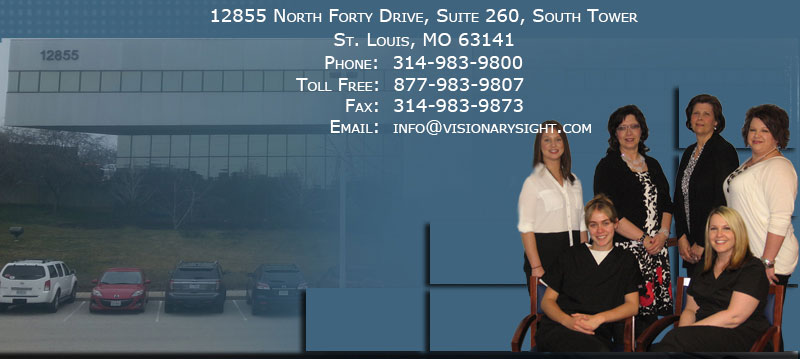 12855 North Forty Drive, Suite 260, South Tower
St. Louis, MO 63141
Phone: 314-983-9800
Toll Free: 877-983-9807
Fax: 314-983-9873
Email: info@visionarysight.com
12855